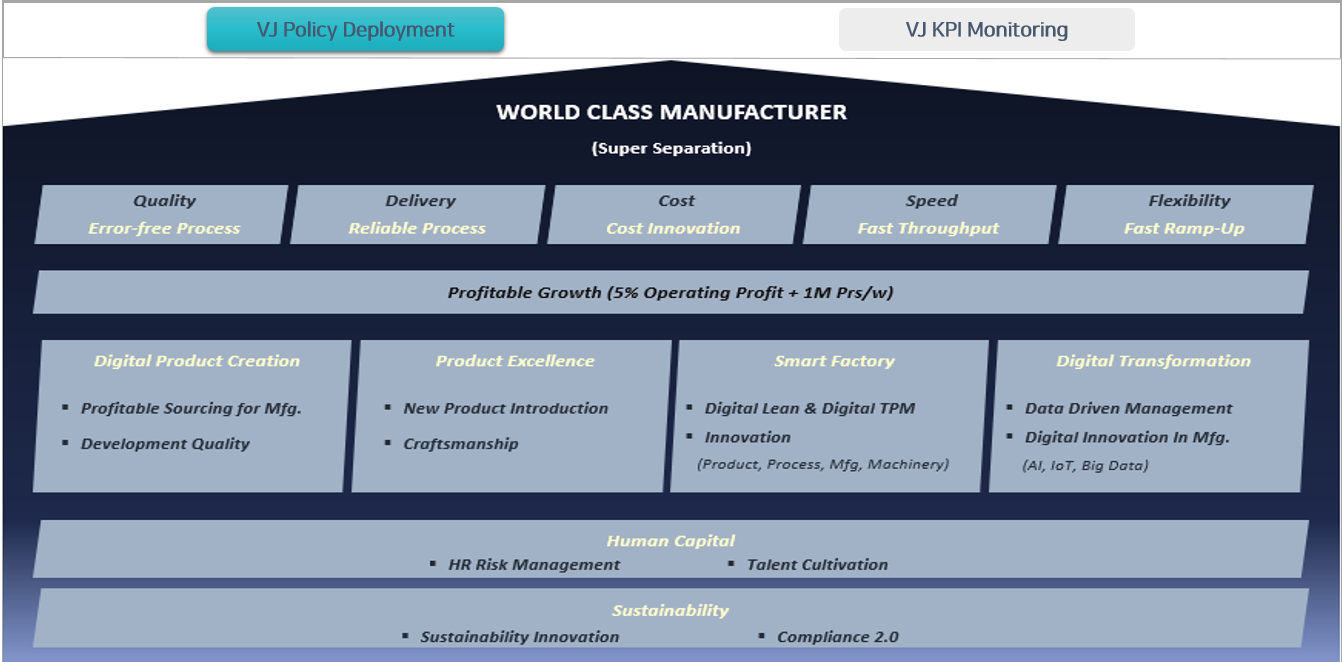 VJ Policy Deployment
VJ KPI Monitoring
WORLD CLASS MANUFACTURER
(Super Separation)
Quality
Error-free Process
Delivery
Reliable Process
Cost
Cost Innovation
Speed
Fast Throughput
Flexibility
Fast Ramp-Up
Profitable Growth (5% Operating Profit + 1M Prs/w)
Digital Product Creation
▪ Profitable Sourcing for Mfg.
▪ Development Quality
Product Excellence
▪ New Product Introduction
▪ Craftsmanship
Smart Factory
▪ Digital Lean & Digital TPM
▪ Innovation
(Product, Process, Mfg, Machinery)
Digital Transformation
▪ Data Driven Management
▪ Digital Innovation In Mfg.
(AI, IoT, Big Data)
Human Capital
▪ HR Risk Management
▪ Talent Cultivation
Sustainability
▪ Sustainability Innovation
▪ Compliance 2.0